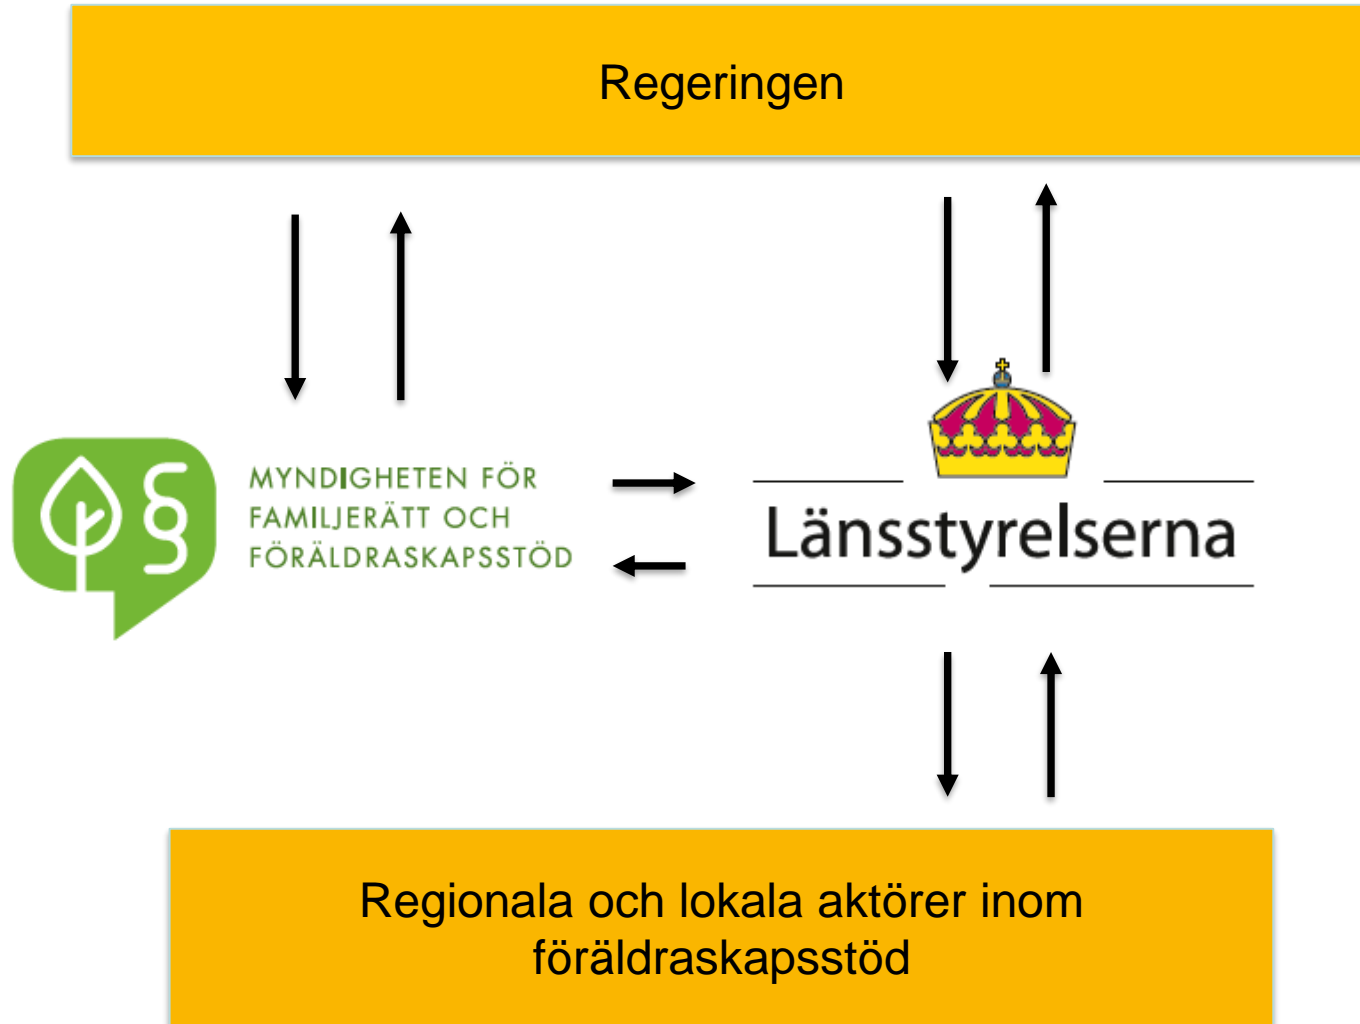 Regeringen
MYNDIGHETEN FÖR
FAMILJERÄTT OCH
FÖRÄLDRASKAPSSTÖD
Länsstyrelserna
Regionala och lokala aktörer inom
föräldraskapsstöd